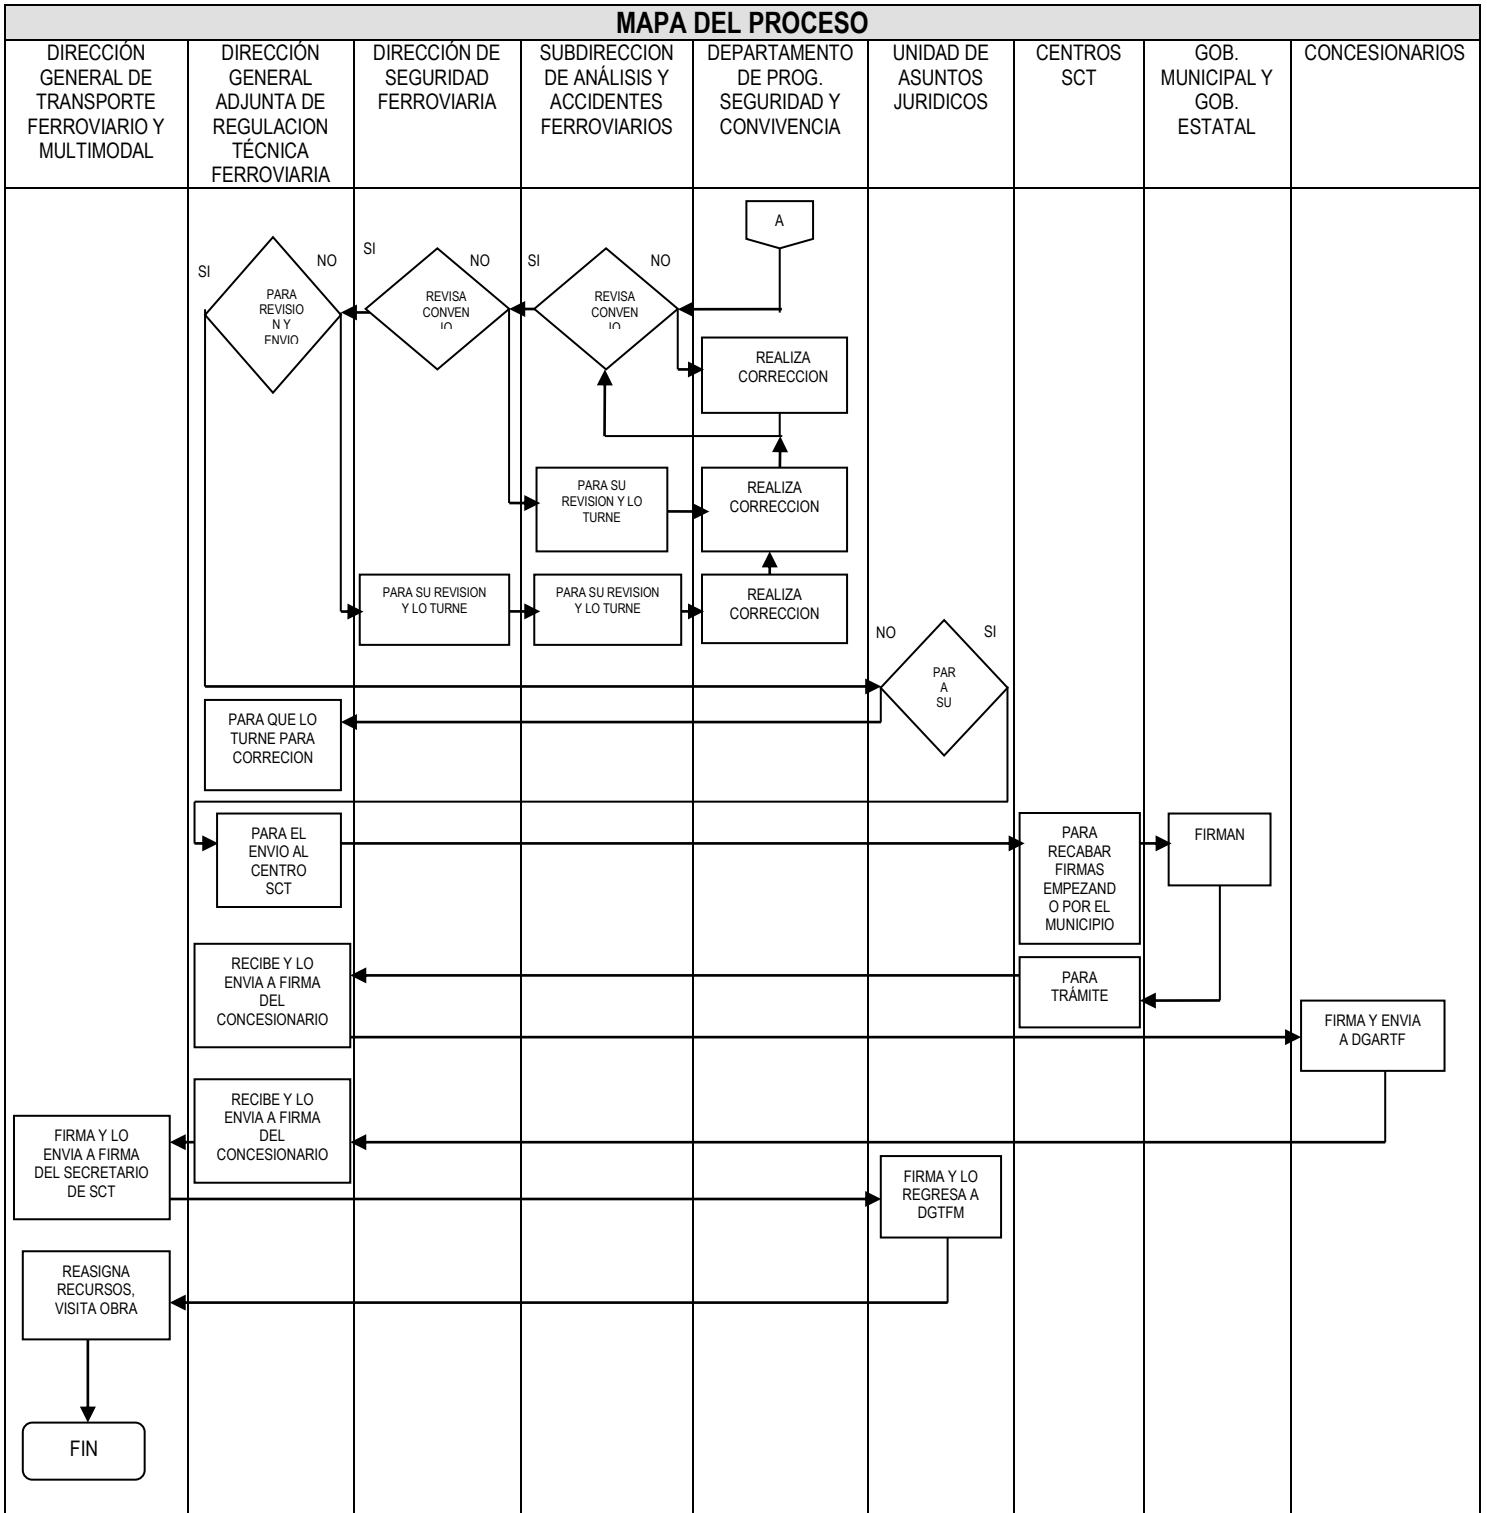 MAPA DEL PROCESO
DIRECCIÓN
GENERAL DE
TRANSPORTE
FERROVIARIO Y
MULTIMODAL
DIRECCIÓN
GENERAL
ADJUNTA DE
REGULACION
TÉCNICA
FERROVIARIA
DIRECCIÓN DE
SEGURIDAD
FERROVIARIA
SUBDIRECCION
DE ANÁLISIS Y
ACCIDENTES
FERROVIARIOS
DEPARTAMENTO
DE PROG.
SEGURIDAD Y
CONVIVENCIA
UNIDAD DE
ASUNTOS
JURIDICOS
CENTROS
SCT
GOB.
MUNICIPAL Y
GOB.
ESTATAL
CONCESIONARIOS
A
SI
NO
PARA
REVISIO
N Y
ENVIO
SI
NO
REVISA
CONVEN
IO
SI
NO
REVISA
CONVEN
IO
REALIZA
CORRECCION
PARA SU
REVISION Y LO
TURNE
REALIZA
CORRECCION
PARA SU REVISION
Y LO TURNE
PARA SU REVISION
Y LO TURNE
REALIZA
CORRECCION
NO
SI
PAR
A
SU
PARA QUE LO
TURNE PARA
CORRECION
PARA EL
ENVIO AL
CENTRO
SCT
PARA
RECABAR
FIRMAS
EMPEZAND
O POR EL
MUNICIPIO
FIRMAN
RECIBE Y LO
ENVIA A FIRMA
DEL
CONCESIONARIO
PARA
TRÁMITE
FIRMA Y ENVIA
A DGARTF
RECIBE Y LO
ENVIA A FIRMA
DEL
CONCESIONARIO
FIRMA Y LO
ENVIA A FIRMA
DEL SECRETARIO
DE SCT
FIRMA Y LO
REGRESA A
DGTFM
REASIGNA
RECURSOS,
VISITA OBRA
FIN